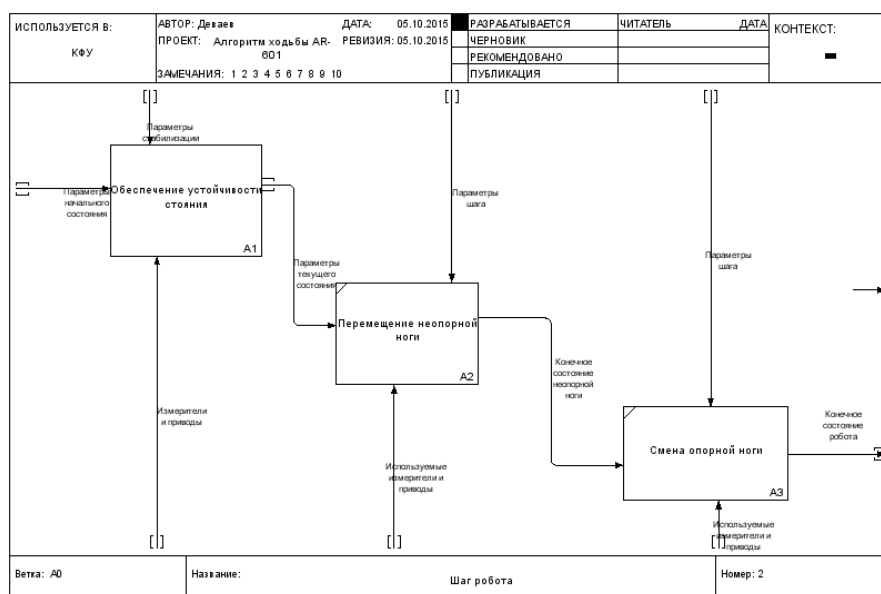 ИСПОЛЬЗУЕТСЯ В:
КФУ
АВТОР: Деваев
ДАТА: 05.10.2015
ПРОЕКТ: Алгоритм ходьбы AR-
601
РЕВИЗИЯ: 05.10.2015
ЗАМЕЧАНИЯ: 1 2 3 4 5 6 7 8 9 10
РАЗРАБАТЫВАЕТСЯ
ЧЕРНОВИК
РЕКОМЕНДОВАНО
ПУБЛИКАЦИЯ
ЧИТАТЕЛЬ
ДАТА
КОНТЕКСТ:
Параметры
стабилизации
Параметры
начального
состояния
Обеспечение устойчивости
стояния
A1
Параметры
шага
Параметры
текущего
состояния
Параметры
шага
Перемещение неопорной
ноги
A2
Конечное
состояние
неопорной
ноги
Измерители
и приводы
Конечное
состояние
робота
Смена опорной ноги
A3
Используемые
измерители и
приводы
Используемые
измерители и
приводы
Ветка: A0
Название:
Шаг робота
Номер: 2